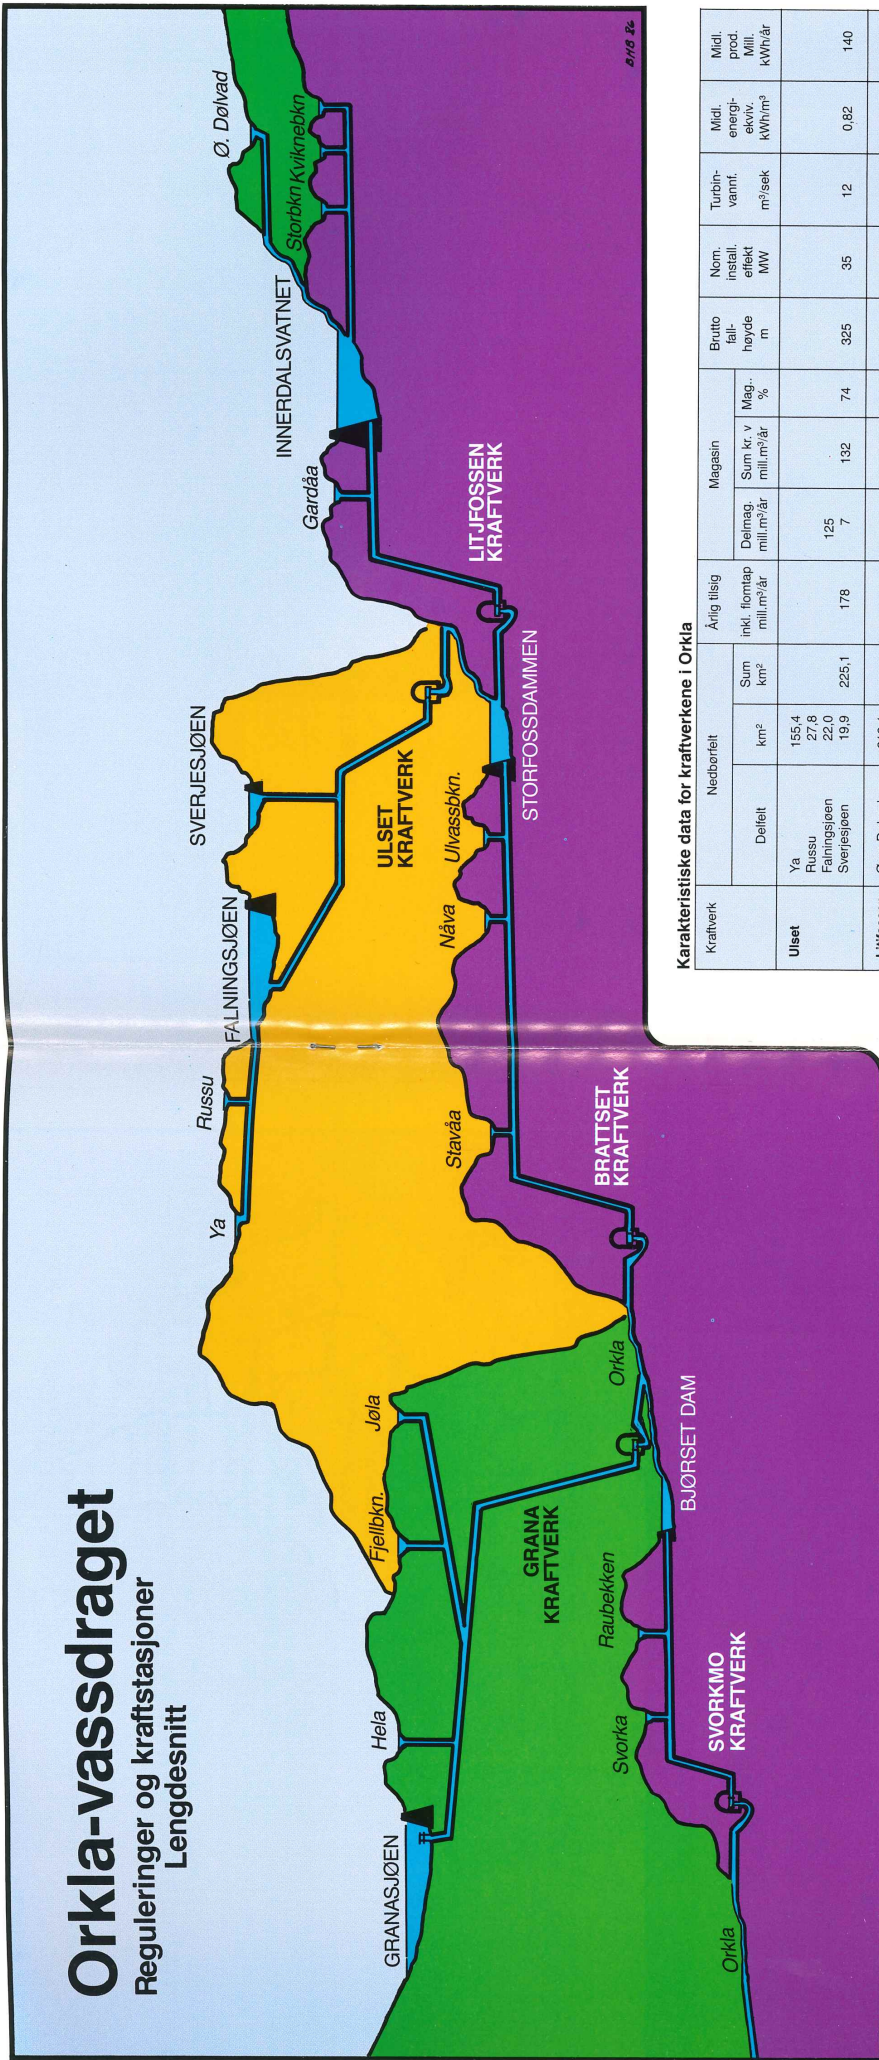 Orkla-vassdraget
Reguleringer og kraftstasjoner
Lengdesnitt
GRANASJØEN
Hela
Fjellbkn.
Jøla
Ya
Russu
FALNINGSJØEN
SVERJESJØEN
INNERDALSVATNET
Gardåa
Ø. Dølvad
Storbkn
Kviknebkn
ULSET
KRAFTVERK
LITJFOSSEN
KRAFTVERK
Stavåa
Nåva
Ulvassbkn.
STORFOSSDAMMEN
BRATTSET
KRAFTVERK
Orkla
GRANA
KRAFTVERK
BJØRSET DAM
Raubekken
Svorka
SVORKMO
KRAFTVERK
Orkla
BHB 86
Karakteristiske data for kraftverkene i Orkla
Kraftverk
Nedbørfelt
Årlig tilsig
inkl. flomtap
mill.m³/år
Magasin
Brutto
fall-
høyde
m
Nom.
install.
effekt
MW
Turbin-
vannf.
m³/sek
Midl.
energi-
ekviv.
kWh/m³
Midl.
prod.
Mill.
kWh/år
Delfelt
km²
Sum
km²
Delmag.
mill.m³/år
Sum kr. v
mill.m³/år
Mag..
%
Ulset
Ya 155,4
Russu 27,8
Falningsjøen 22,0 125
Sverjesjøen 19,9 225,1 178 7 132 74 325 35 12 0,82 140